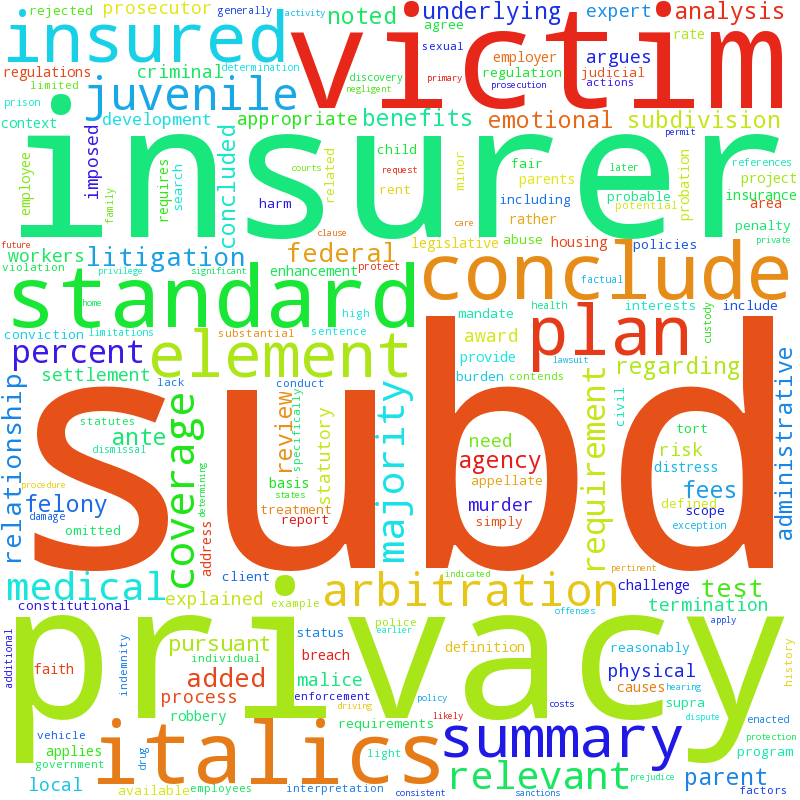 rejected prosecutor generally activity noted underlying expert analysis
insured victim
agree sexual employer argues rate
regulations criminal determination discovery primary regulation judicial
limited juvenile negligent prosecution actions
prison
context development appropriate benefits emotional subdivision permit
insurer
employee imposed requires search concluded child courts request related minor fair later references
family harm rent parents including probable probation insurance project
potential area
rather penalty
future clause legislative abuse housing policies private
workers litigation federal
violation privilege significant enhancement protect conclude factual
standard
home high health interests include
mandate custody
conviction limitations substantial sentence award plan
percent element provide lawsuit
settlement burden contends regarding
relationship lack conduct majority requirement civil administrative
subd
statutes coverage review specifically statutory need tort
ante agency risk
dismissal basis appellate distress
procedure determining states treatment murder defined fees
felony
damage report simply scope
omitted address exception
client indicated pertinent
medical arbitration challenge test
constitutional explained example offenses termination
privacy
additional indemnity status police earlier apply
pursuant definition reasonably history
individual breach hearing
faith added malice physical
process enforcement policy causes supra
robbery driving likely costs dispute enacted
vehicle requirements protection
italics summary
applies drug light program
government relevant
local prejudice parent
available employees interpretation consistent sanctions factors